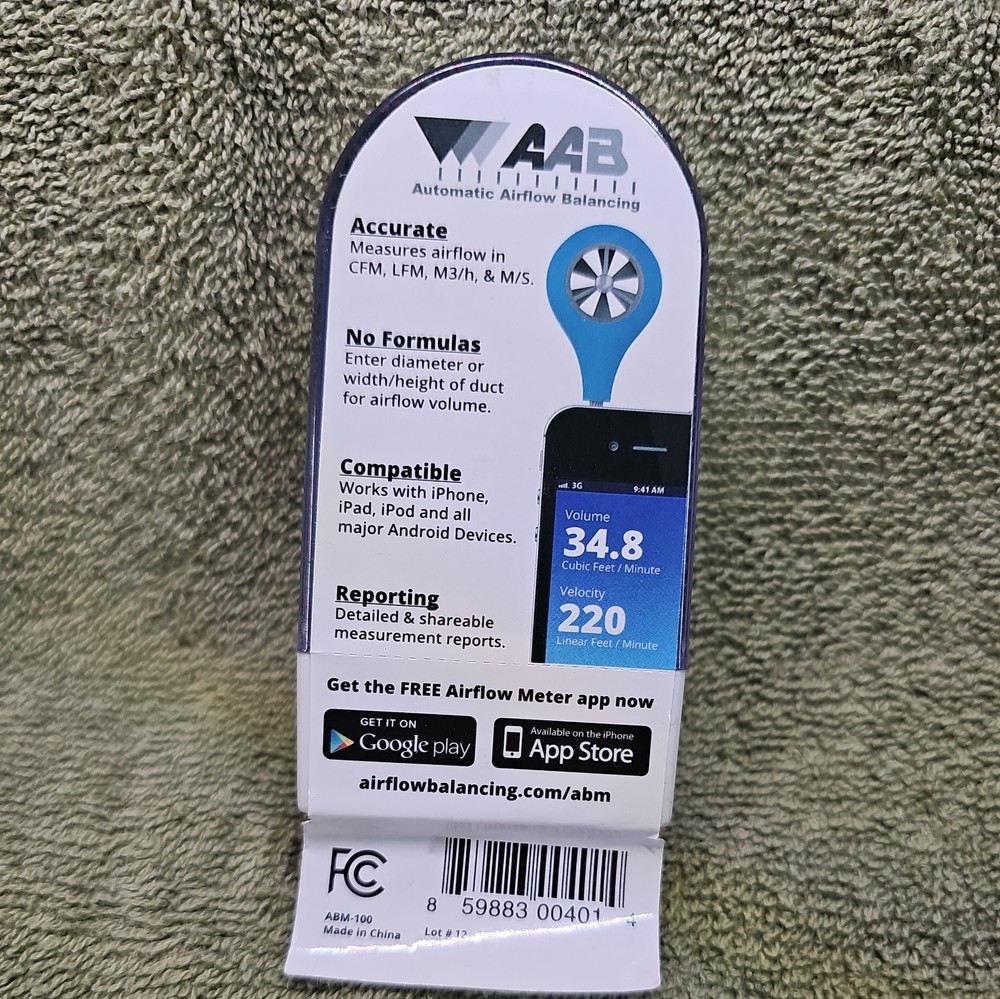 AAB
Automatic Airflow Balancing
Accurate
Measures airflow in
CFM, LFM, M3/h, & M/S.
No Formulas
Enter diameter or
width/height of duct
for airflow volume.
Compatible
Works with iPhone,
iPad, iPod and all
major Android Devices.
Reporting
Detailed & shareable
measurement reports.
3G 9:41 AM
Volume
34.8
Cubic Feet / Minute
Velocity
220
Linear Feet / Minute
Get the FREE Airflow Meter app now
GET IT ON
Google play
Available on the iPhone
App Store
airflowbalancing.com/abm
FC
8 59883 00401 4
ABM-100
Made in China
Lot #